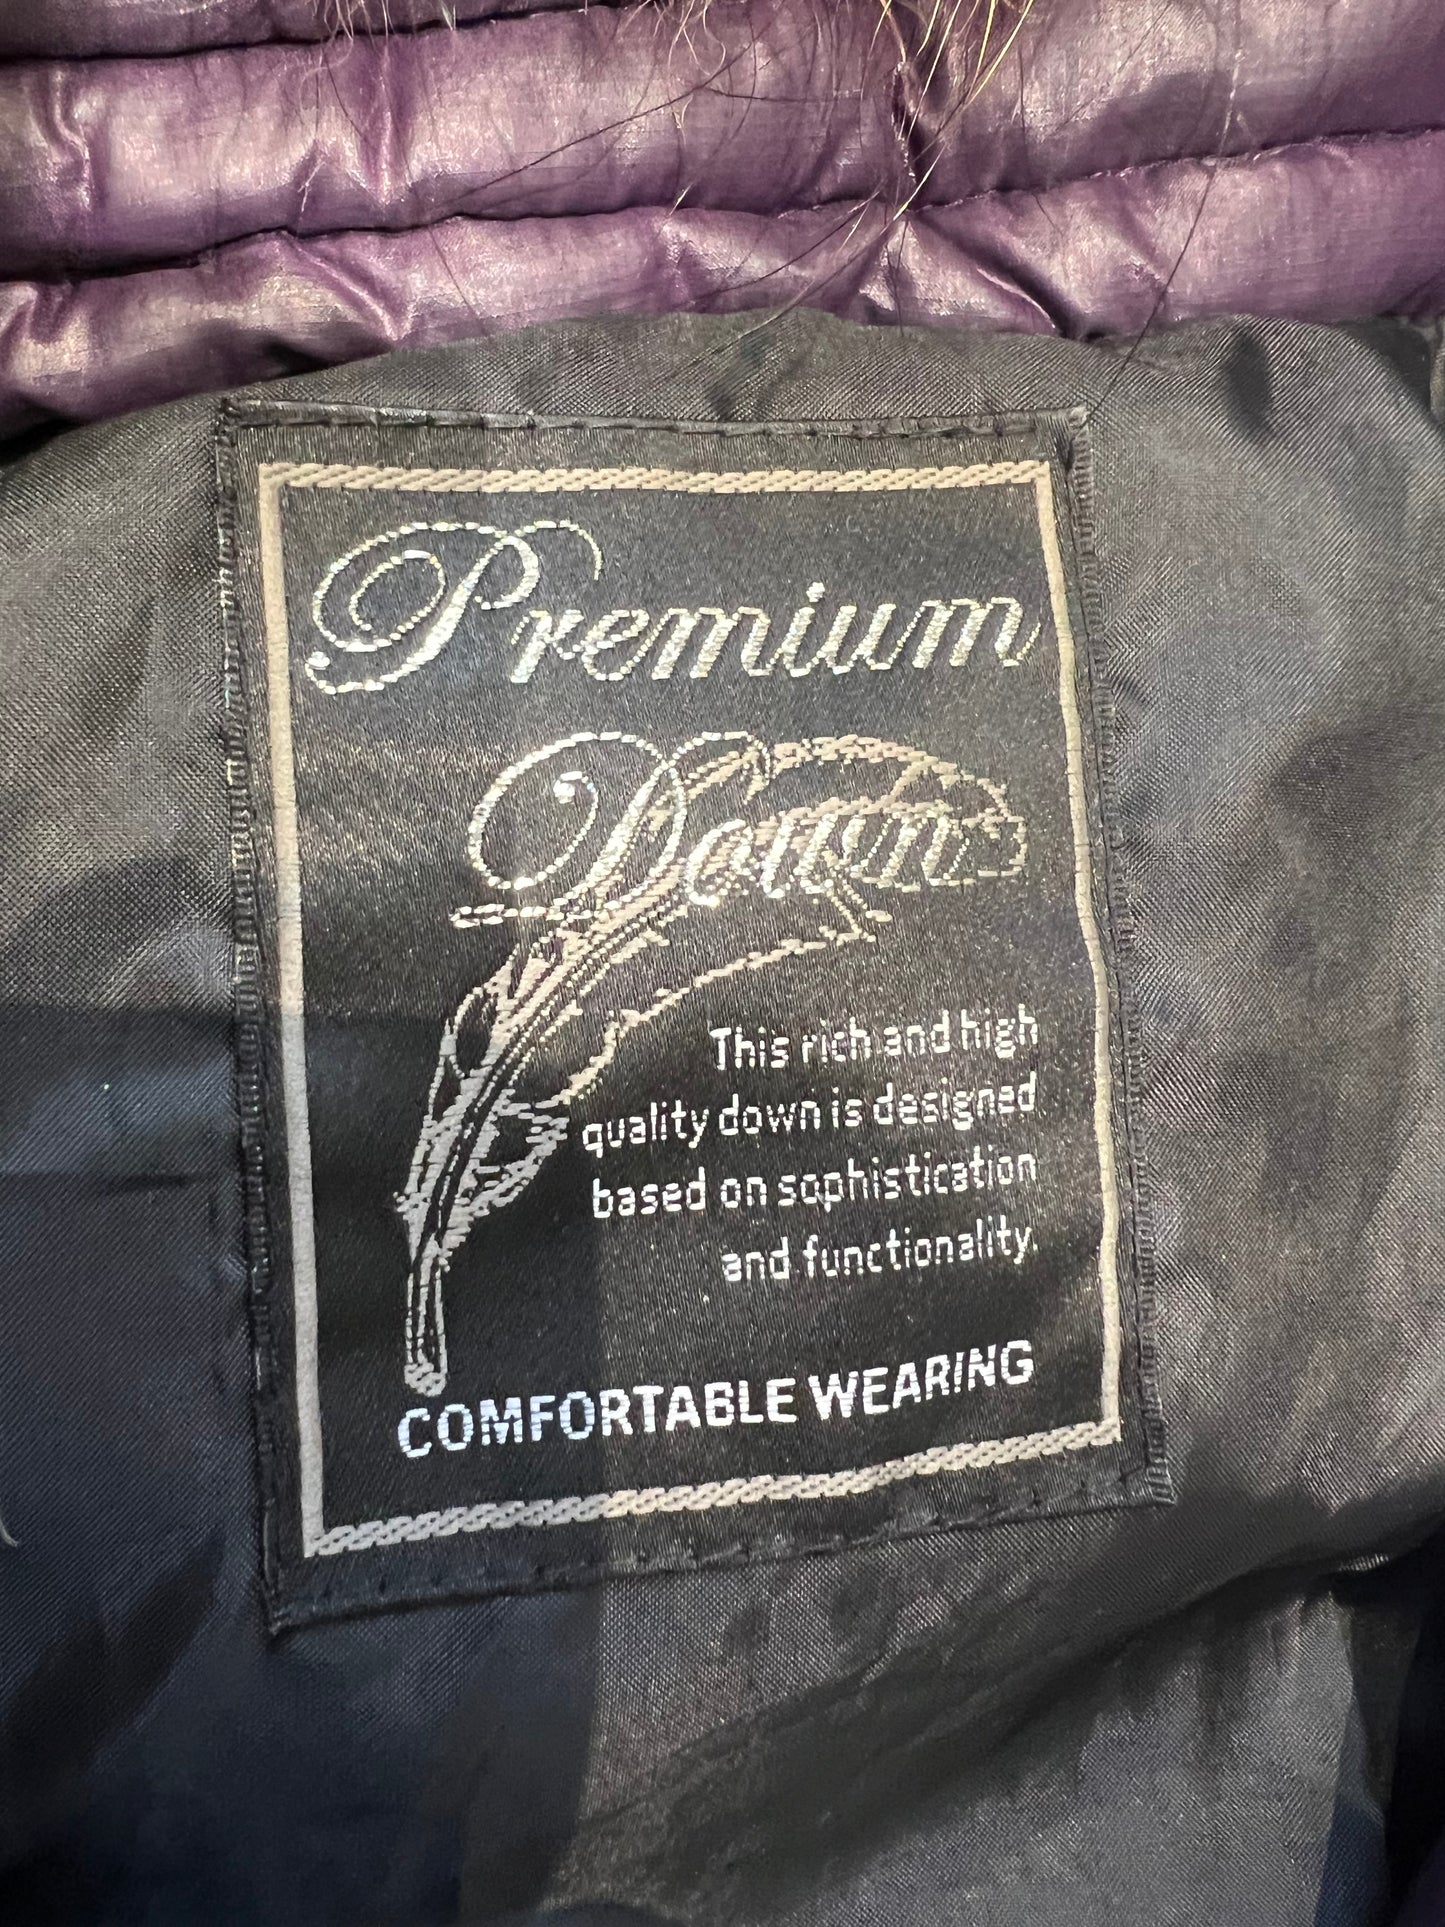 Premium
Down
This rich and high
quality down is designed
based on sophistication
and functionality.
COMFORTABLE WEARING